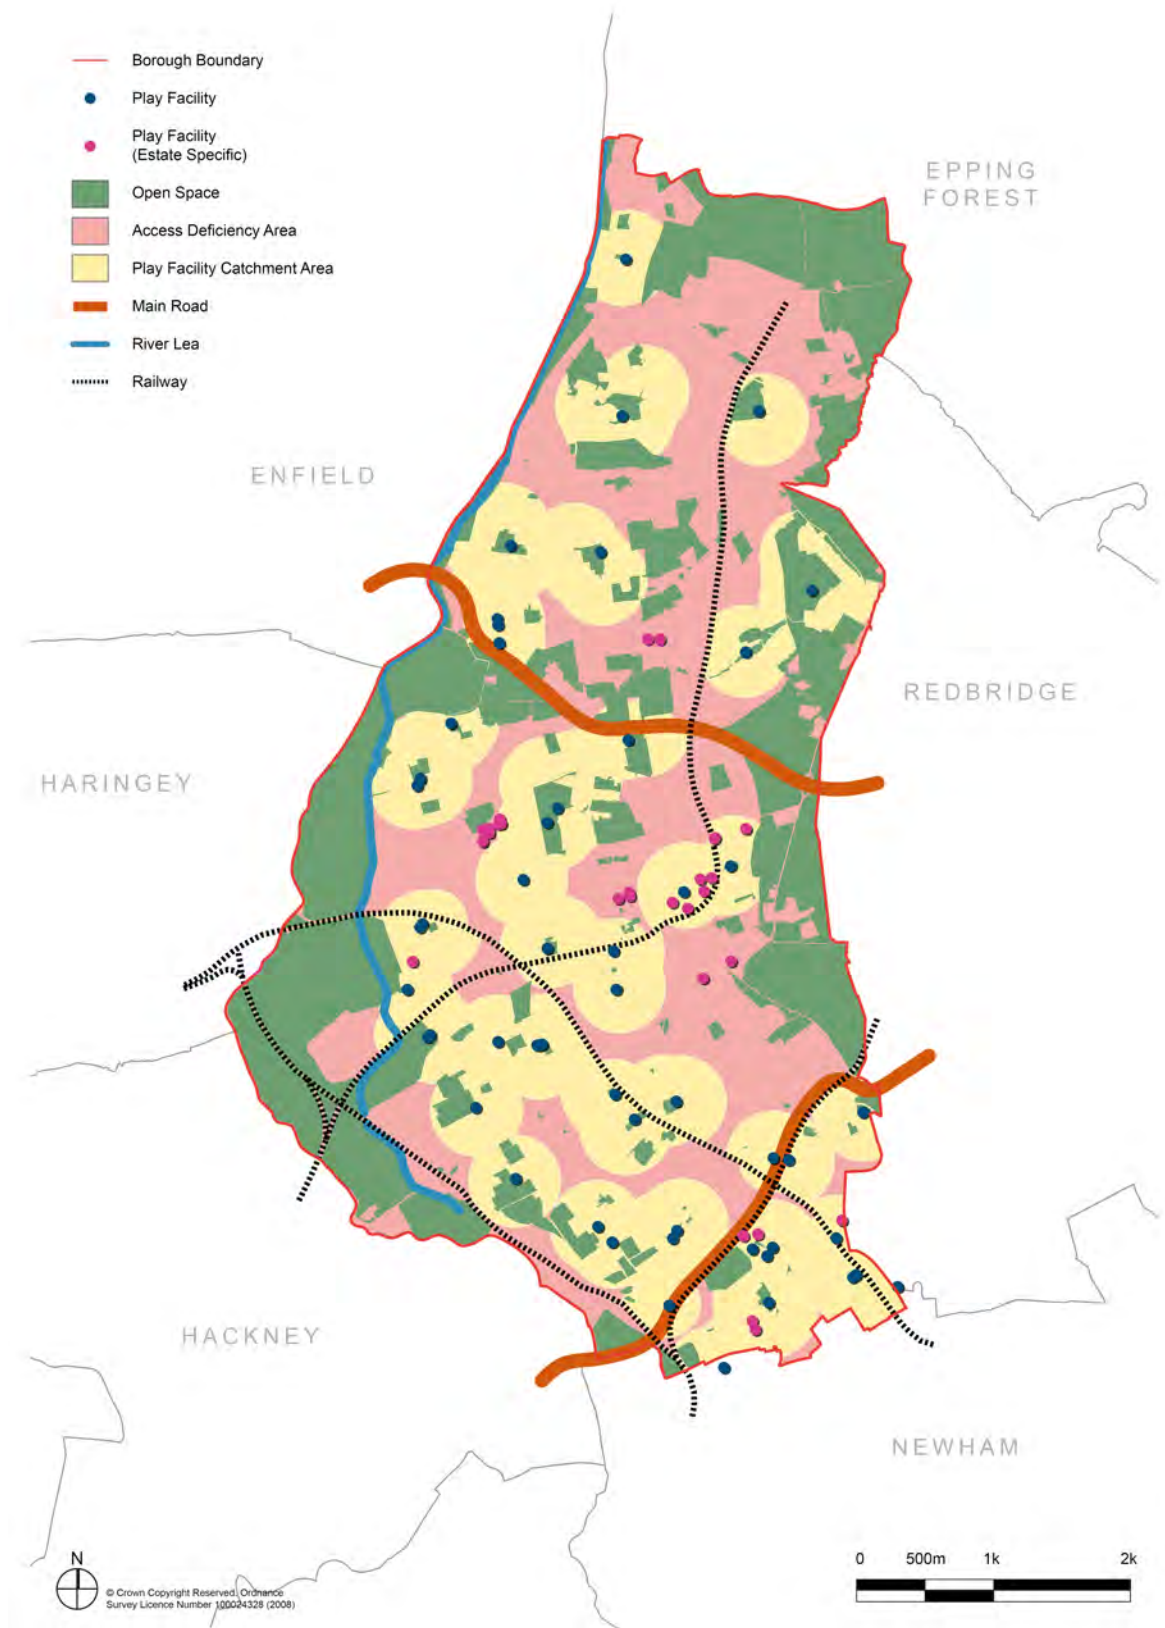 Borough Boundary
Play Facility
Play Facility
(Estate Specific)
Open Space
Access Deficiency Area
Play Facility Catchment Area
Main Road
River Lea
Railway
EPPING
FOREST
ENFIELD
REDBRIDGE
HARINGEY
HACKNEY
NEWHAM
N
© Crown Copyright Reserved, Ordnance
Survey Licence Number 100024328 (2008)
0 500m 1k 2k